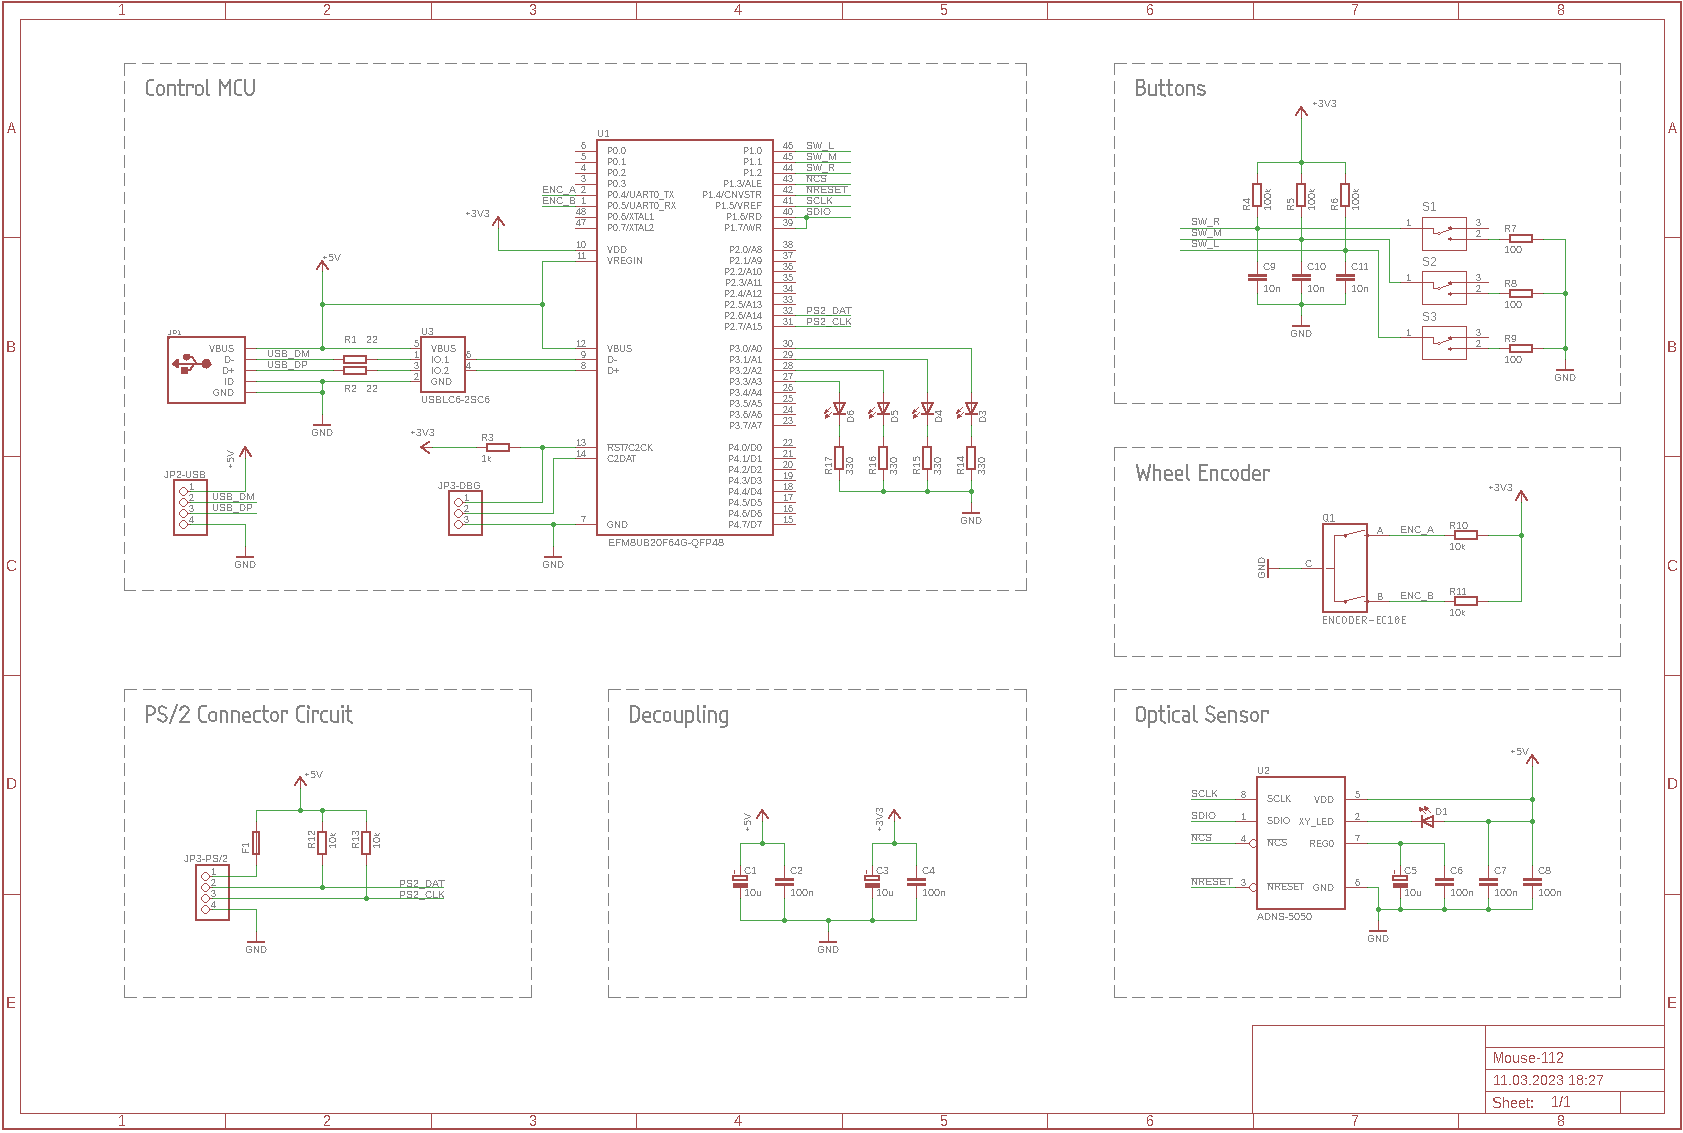 1 2 3 4 5 6 7 8
A A
B B
C C
D D
E E
1 2 3 4 5 6 7 8
Control MCU
U1
6 P0.0
5 P0.1
4 P0.2
3 P0.3
ENC_A 2 P0.4/UART0_TX
ENC_B 1 P0.5/UART0_RX
48 P0.6/XTAL1
47 P0.7/XTAL2
10 VDD
11 VREGIN
12 VBUS
9 D-
8 D+
13 RST/C2CK
14 C2DAT
7 GND
P1.0 46 SW_L
P1.1 45 SW_M
P1.2 44 SW_R
P1.3/ALE 43 NCS
P1.4/CNVSTR 42 NRESET
P1.5/VREF 41 SCLK
P1.6/RD 40 SDIO
P1.7/WR 39
P2.0/A8 38
P2.1/A9 37
P2.2/A10 36
P2.3/A11 35
P2.4/A12 34
P2.5/A13 33
P2.6/A14 32 PS2_DAT
P2.7/A15 31 PS2_CLK
P3.0/A0 30
P3.1/A1 29
P3.2/A2 28
P3.3/A3 27
P3.4/A4 26
P3.5/A5 25
P3.6/A6 24
P3.7/A7 23
P4.0/D0 22
P4.1/D1 21
P4.2/D2 20
P4.3/D3 19
P4.4/D4 18
P4.5/D5 17
P4.6/D6 16
P4.7/D7 15
EFM8UB20F64G-QFP48
+3V3
+5V
JP1
VBUS
D- USB_DM
D+ USB_DP
ID
GND
R1 22
R2 22
U3
5 VBUS
1 IO.1 6
3 IO.2 4
2 GND
USBLC6-2SC6
GND
+3V3
R3
1k
JP3-DBG
1
2
3
GND
+5V
JP2-USB
1
2 USB_DM
3 USB_DP
4
GND
D6 D5 D4 D3
R17 330 R16 330 R15 330 R14 330
GND
Buttons
+3V3
R4 100k R5 100k R6 100k
SW_R
SW_M
SW_L
C9 C10 C11
10n 10n 10n
GND
S1
1 3
2
R7
100
S2
1 3
2
R8
100
S3
1 3
2
R9
100
GND
Wheel Encoder
+3V3
Q1
A ENC_A R10
10k
GND C
B ENC_B R11
10k
ENCODER-EC10E
PS/2 Connector Circuit
+5V
F1 R12 10k R13 10k
JP3-PS/2
1
2 PS2_DAT
3 PS2_CLK
4
GND
Decoupling
+5V +3V3
C1 C2 C3 C4
10u 100n 10u 100n
GND
Optical Sensor
+5V
U2
SCLK 8 SCLK VDD 5
SDIO 1 SDIO XY_LED 2 D1
NCS 4 NCS REG0 7
NRESET 3 NRESET GND 6
ADNS-5050
C5 C6 C7 C8
10u 100n 100n 100n
GND
Mouse-112
11.03.2023 18:27
Sheet: 1/1